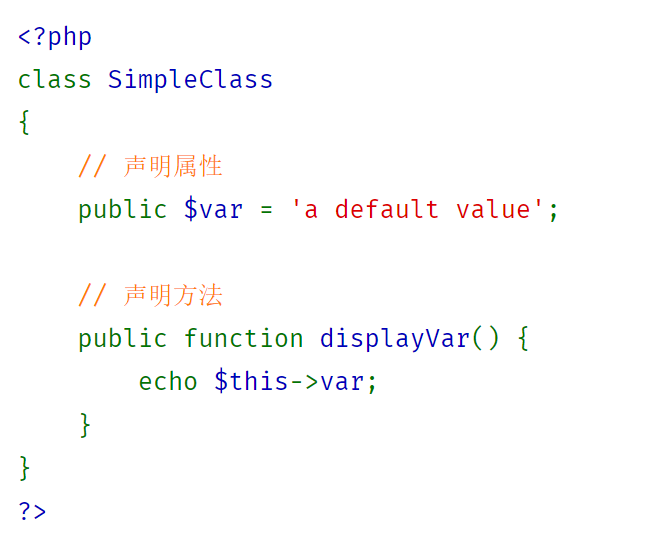 <?php
class SimpleClass
{
    // 声明属性
    public $var = 'a default value';

    // 声明方法
    public function displayVar() {
        echo $this->var;
    }
}
?>